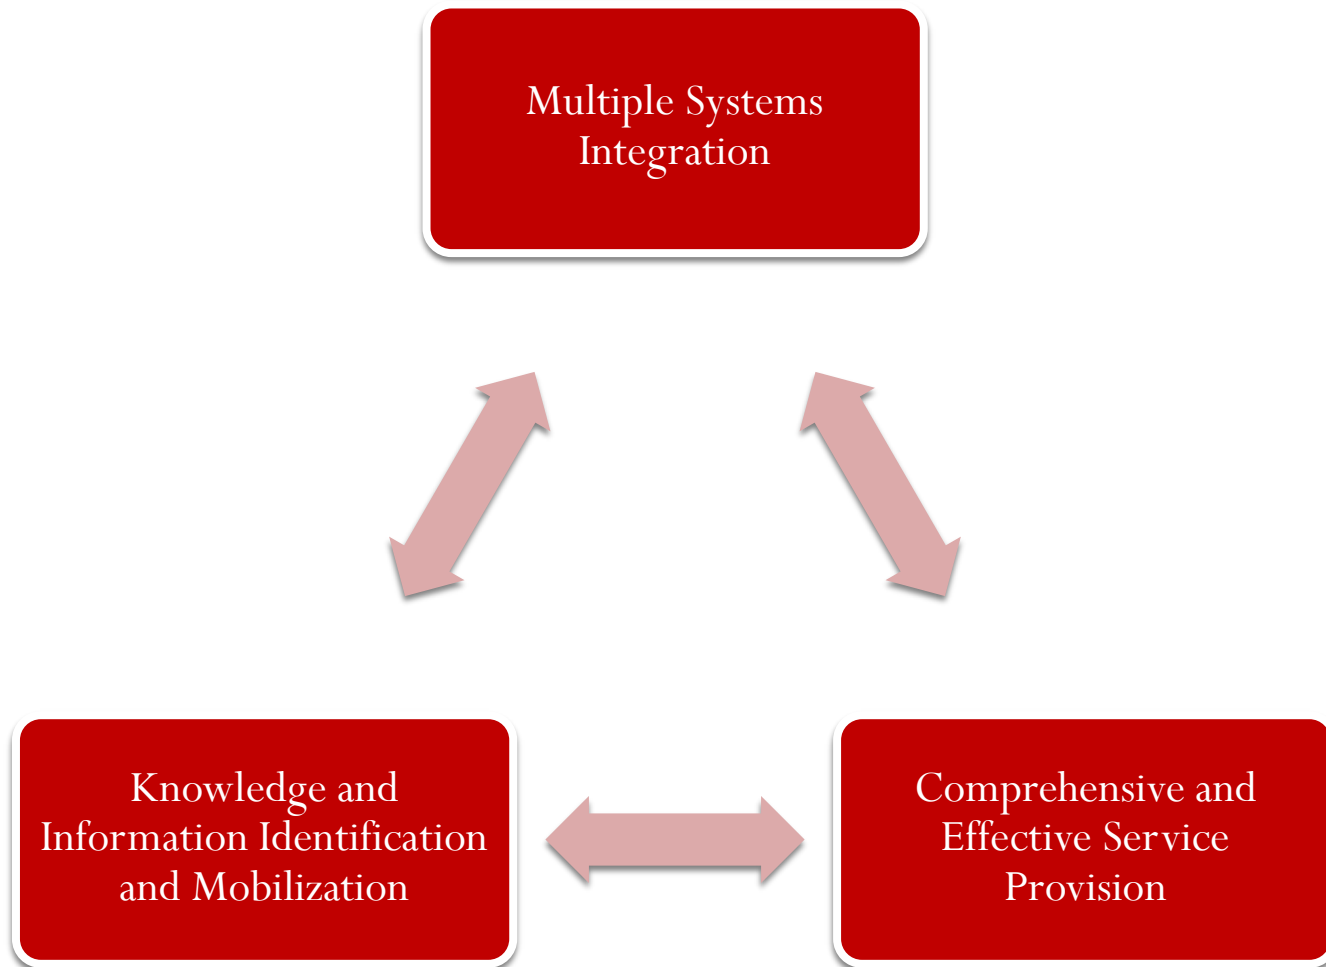 Multiple Systems
Integration
Knowledge and
Information Identification
and Mobilization
Comprehensive and
Effective Service
Provision